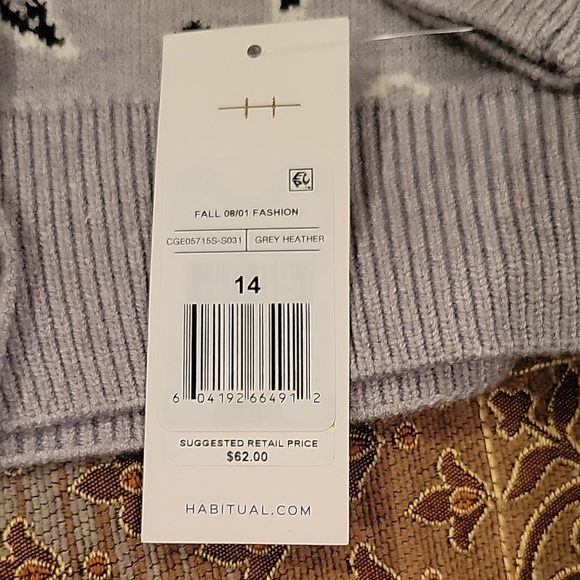 FALL 08/01 FASHION
CGE05715S-S031 GREY HEATHER
14
6 04192 66491 2
SUGGESTED RETAIL PRICE
$62.00
HABITUAL.COM